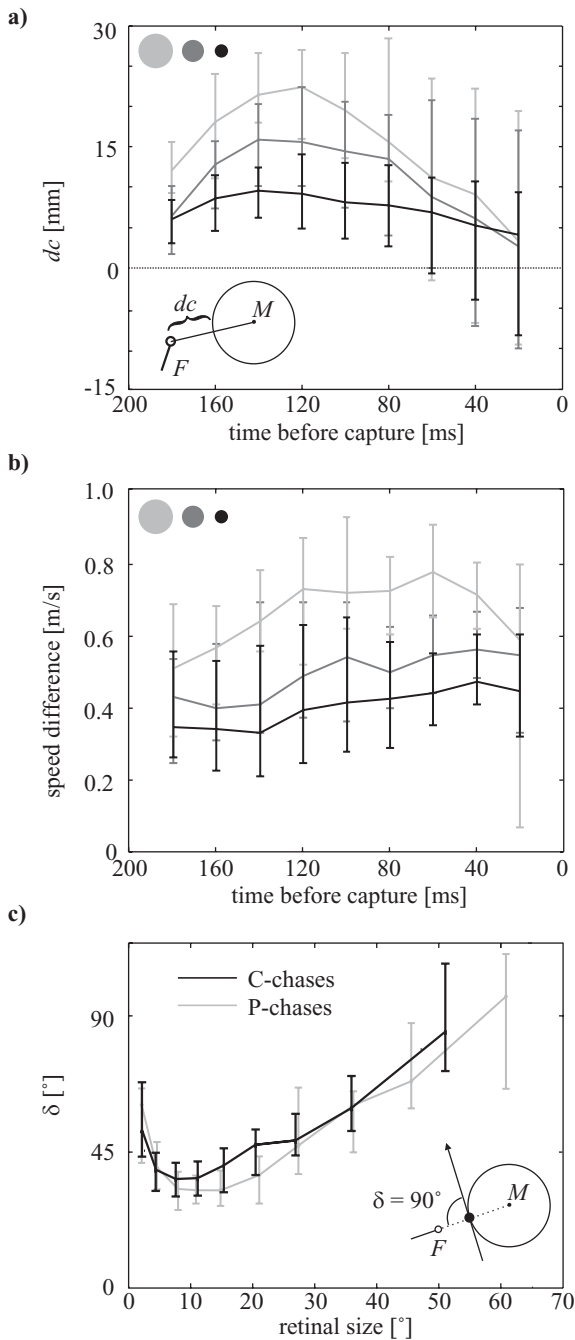 a)
30
15
0
-15
dc [mm]
dc
M
F
200 160 120 80 40 0
time before capture [ms]
b)
1.0
0.8
0.6
0.4
0.2
0
speed difference [m/s]
200 160 120 80 40 0
time before capture [ms]
c)
C-chases
P-chases
90
45
0
δ [°]
δ = 90°
M
F
0 10 20 30 40 50 60 70
retinal size [°]